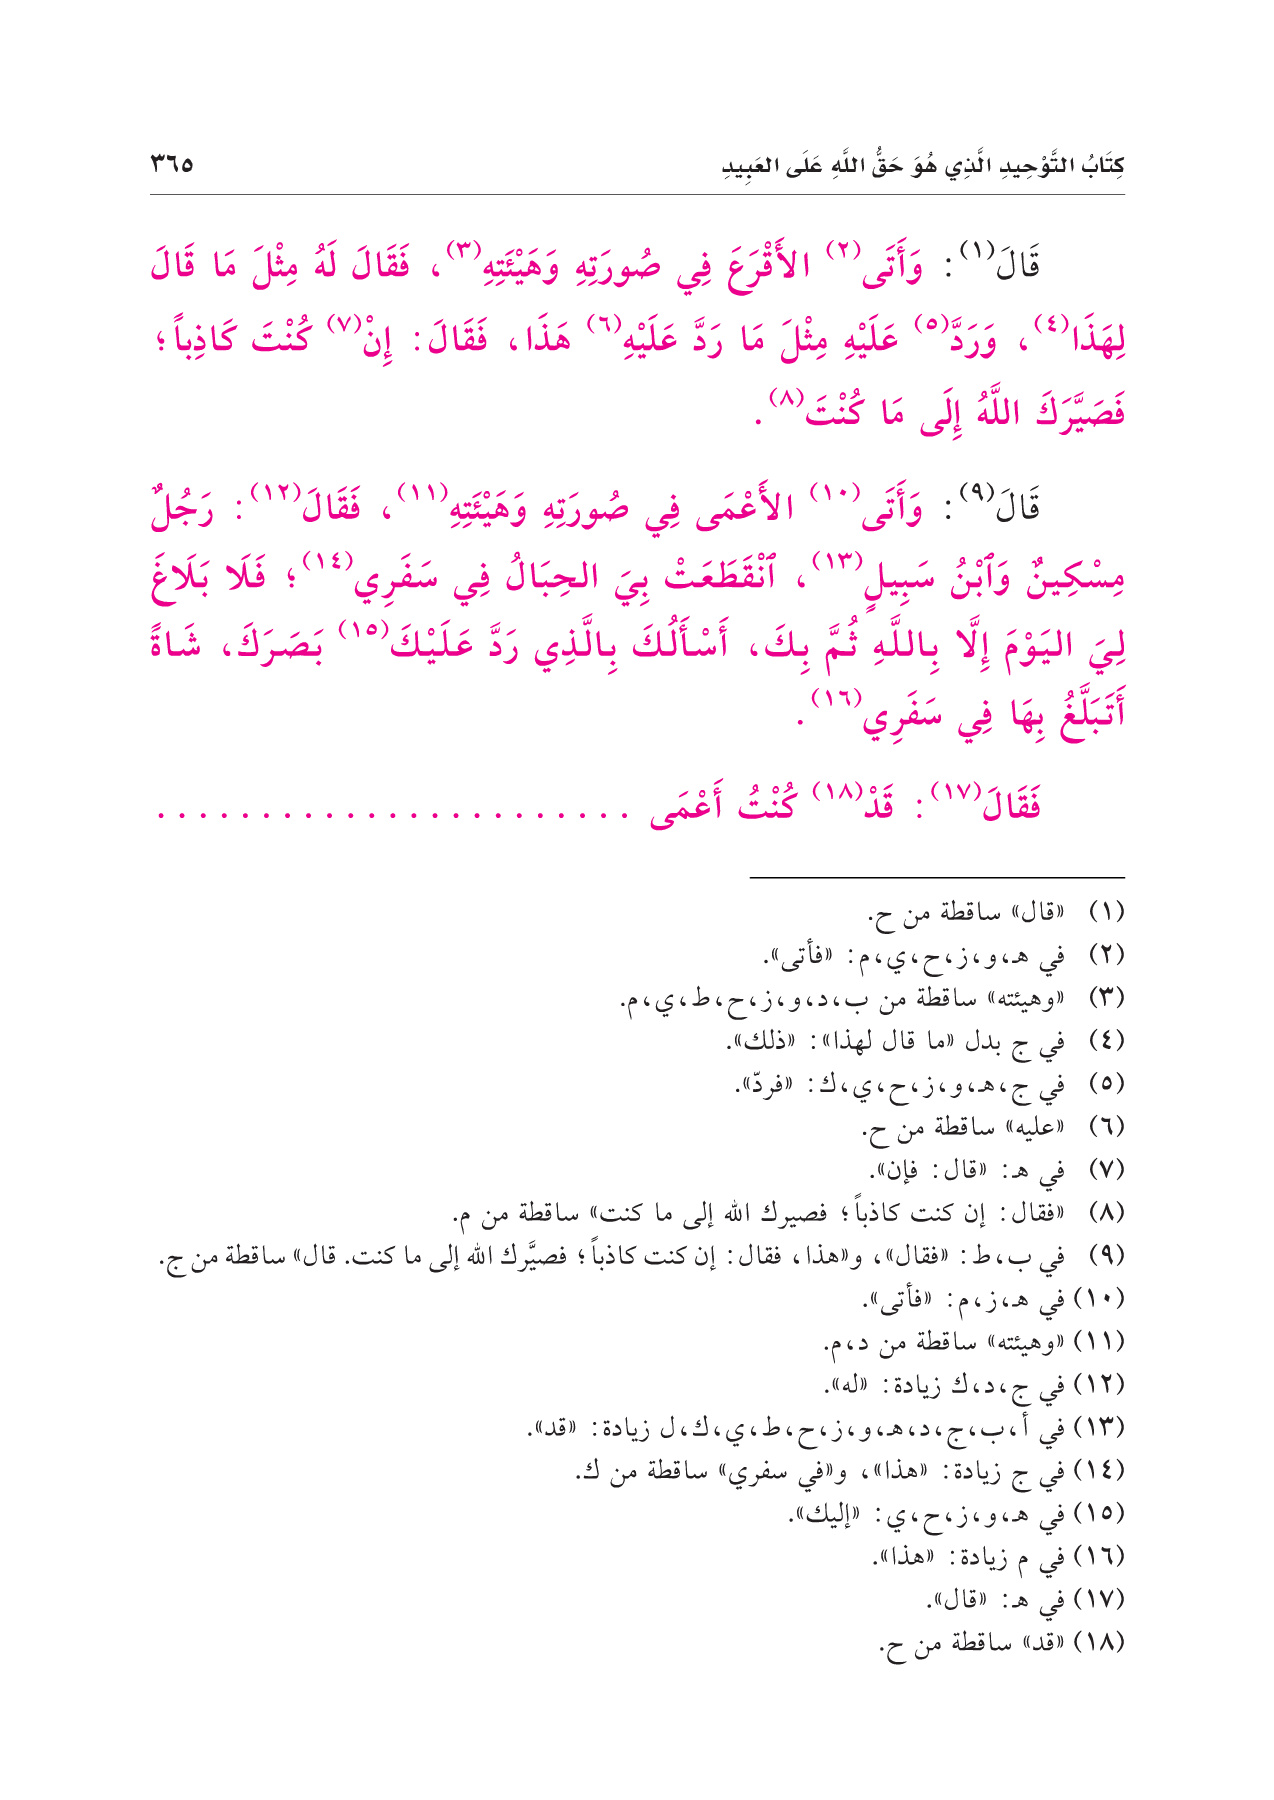 كِتَابُ التَّوْحِيدِ الَّذِي هُوَ حَقُّ اللَّهِ عَلَى العَبِيدِ ٣٦٥
قَالَ(١): وَأَتَى(٢) الأَقْرَعَ فِي صُورَتِهِ وَهَيْئَتِهِ(٣)، فَقَالَ لَهُ مِثْلَ مَا قَالَ
لِهَذَا(٤)، وَرَدَّ(٥) عَلَيْهِ مِثْلَ مَا رَدَّ عَلَيْهِ(٦) هَذَا، فَقَالَ: إِنْ(٧) كُنْتَ كَاذِباً؛
فَصَيَّرَكَ اللَّهُ إِلَى مَا كُنْتَ(٨).
قَالَ(٩): وَأَتَى(١٠) الأَعْمَى فِي صُورَتِهِ وَهَيْئَتِهِ(١١)، فَقَالَ(١٢): رَجُلٌ
مِسْكِينٌ وَٱبْنُ سَبِيلٍ(١٣)، ٱنْقَطَعَتْ بِيَ الحِبَالُ فِي سَفَرِي(١٤)؛ فَلَا بَلَاغَ
لِيَ اليَوْمَ إِلَّا بِاللَّهِ ثُمَّ بِكَ، أَسْأَلُكَ بِالَّذِي رَدَّ عَلَيْكَ(١٥) بَصَرَكَ، شَاةً
أَتَبَلَّغُ بِهَا فِي سَفَرِي(١٦).
فَقَالَ(١٧): قَدْ(١٨) كُنْتُ أَعْمَى . . . . . . . . . . . . . . . . . . . . . . .
(١) «قال» ساقطة من ح.
(٢) في هـ، و، ز، ح، ي، م: «فأتى».
(٣) «وهيئته» ساقطة من ب، د، و، ز، ح، ط، ي، م.
(٤) في ج بدل «ما قال لهذا»: «ذلك».
(٥) في ج، هـ، و، ز، ح، ي، ك: «فردّ».
(٦) «عليه» ساقطة من ح.
(٧) في هـ: «قال: فإن».
(٨) «فقال: إن كنت كاذباً؛ فصيرك الله إلى ما كنت» ساقطة من م.
(٩) في ب، ط: «فقال»، و«هذا، فقال: إن كنت كاذباً؛ فصيَّرك الله إلى ما كنت. قال» ساقطة من ج.
(١٠) في هـ، ز، م: «فأتى».
(١١) «وهيئته» ساقطة من د، م.
(١٢) في ج، د، ك زيادة: «له».
(١٣) في أ، ب، ج، د، هـ، و، ز، ح، ط، ي، ك، ل زيادة: «قد».
(١٤) في ج زيادة: «هذا»، و«في سفري» ساقطة من ك.
(١٥) في هـ، و، ز، ح، ي: «إليك».
(١٦) في م زيادة: «هذا».
(١٧) في هـ: «قال».
(١٨) «قد» ساقطة من ح.